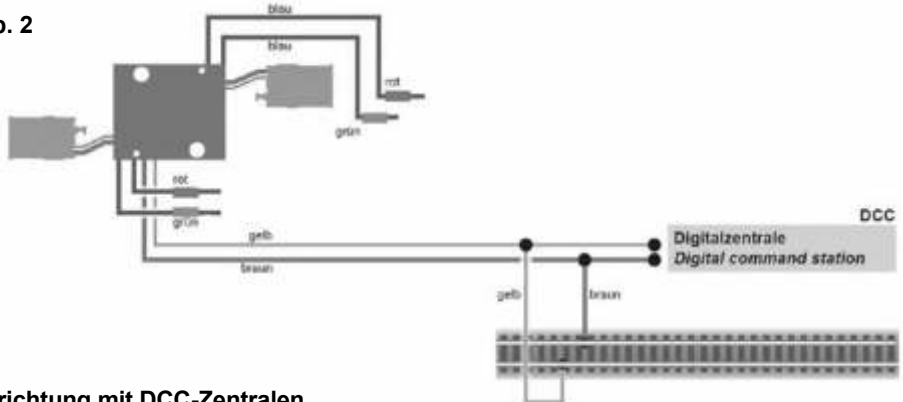 b. 2
blau
blau
rot
grün
rot
grün
gelb
braun
DCC
Digitalzentrale
Digital command station
gelb
braun
richtung mit DCC-Zentralen